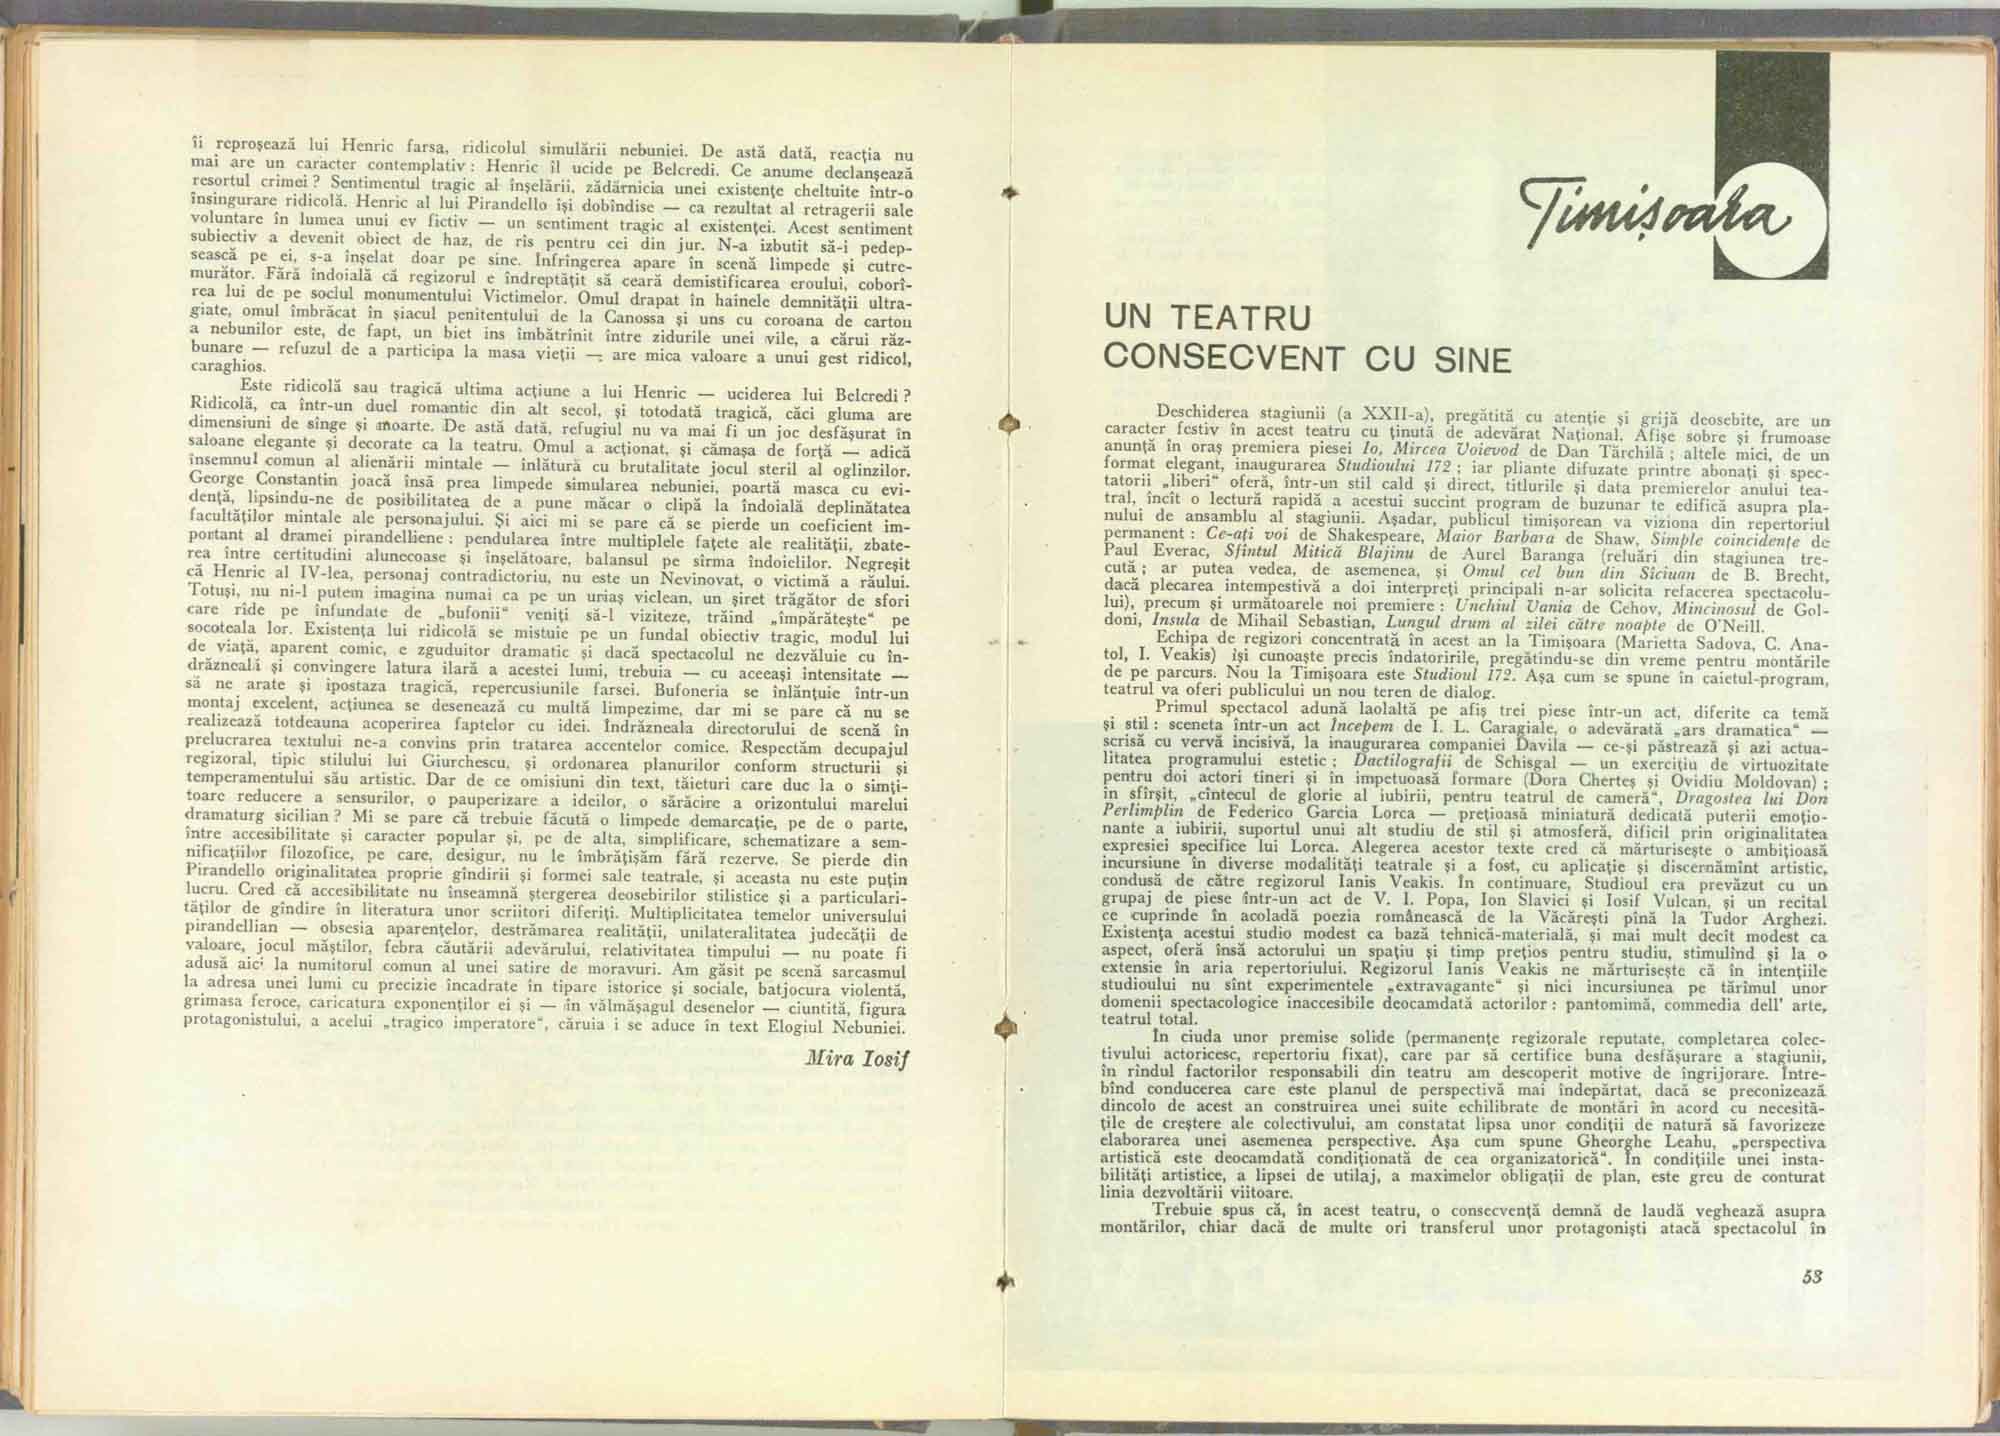 îi reproşează lui Henric farsa, ridicolul simulării nebuniei. De astă dată, reacţia nu
mai are un caracter contemplativ : Henric îl ucide pe Belcredi. Ce anume declanşează
resortul crimei ? Sentimentul tragic al înşelării, zădărnicia unei existenţe cheltuite într-o
însingurare ridicolă. Henric al lui Pirandello îşi dobîndise — ca rezultat al retragerii sale
voluntare în lumea unui ev fictiv — un sentiment tragic al existenţei. Acest sentiment
subiectiv a devenit obiect de haz, de rîs pentru cei din jur. N-a izbutit să-i pedep-
sească pe ei, s-a înşelat doar pe sine. Înfrîngerea apare în scenă limpede şi cutre-
murător. Fără îndoială că regizorul e îndreptăţit să ceară demistificarea eroului, coborî-
rea lui de pe soclul monumentului Victimelor. Omul drapat în hainele demnităţii ultra-
giate, omul îmbrăcat în şiacul penitentului de la Canossa şi uns cu coroana de carton
a nebunilor este, de fapt, un biet ins îmbătrînit între zidurile unei vile, a cărui răz-
bunare — refuzul de a participa la masa vieţii — are mica valoare a unui gest ridicol,
caraghios.
Este ridicolă sau tragică ultima acţiune a lui Henric — uciderea lui Belcredi ?
Ridicolă, ca într-un duel romantic din alt secol, şi totodată tragică, căci gluma are
dimensiuni de sînge şi moarte. De astă dată, refugiul nu va mai fi un joc desfăşurat în
saloane elegante şi decorate ca la teatru. Omul a acţionat, şi cămaşa de forţă — adică
însemnul comun al alienării mintale — înlătură cu brutalitate jocul steril al oglinzilor.
George Constantin joacă însă prea limpede simularea nebuniei, poartă masca cu evi-
denţă, lipsindu-ne de posibilitatea de a pune măcar o clipă la îndoială deplinătatea
facultăţilor mintale ale personajului. Şi aici mi se pare că se pierde un coeficient im-
portant al dramei pirandelliene : pendularea între multiplele faţete ale realităţii, zbate-
rea între certitudini alunecoase şi înşelătoare, balansul pe sîrma îndoielilor. Negreşit
că Henric al IV-lea, personaj contradictoriu, nu este un Nevinovat, o victimă a răului.
Totuşi, nu ni-l putem imagina numai ca pe un uriaş viclean, un şiret trăgător de sfori
care rîde pe înfundate de „bufonii“ veniţi să-l viziteze, trăind „împărăteşte“ pe
socoteala lor. Existenţa lui ridicolă se mistuie pe un fundal obiectiv tragic, modul lui
de viaţă, aparent comic, e zguduitor dramatic şi dacă spectacolul ne dezvăluie cu în-
drăzneală şi convingere latura ilară a acestei lumi, trebuia — cu aceeaşi intensitate —
să ne arate şi ipostaza tragică, repercusiunile farsei. Bufoneria se înlănţuie într-un
montaj excelent, acţiunea se desenează cu multă limpezime, dar mi se pare că nu se
realizează totdeauna acoperirea faptelor cu idei. Îndrăzneala directorului de scenă în
prelucrarea textului ne-a convins prin tratarea accentelor comice. Respectăm decupajul
regizoral, tipic stilului lui Giurchescu, şi ordonarea planurilor conform structurii şi
temperamentului său artistic. Dar de ce omisiuni din text, tăieturi care duc la o simţi-
toare reducere a sensurilor, o pauperizare a ideilor, o sărăcire a orizontului marelui
dramaturg sicilian ? Mi se pare că trebuie făcută o limpede demarcaţie, pe de o parte,
între accesibilitate şi caracter popular şi, pe de alta, simplificare, schematizare a sem-
nificaţiilor filozofice, pe care, desigur, nu le îmbrăţişăm fără rezerve. Se pierde din
Pirandello originalitatea proprie gîndirii şi formei sale teatrale, şi aceasta nu este puţin
lucru. Cred că accesibilitate nu înseamnă ştergerea deosebirilor stilistice şi a particulari-
tăţilor de gîndire în literatura unor scriitori diferiţi. Multiplicitatea temelor universului
pirandellian — obsesia aparenţelor, destrămarea realităţii, unilateralitatea judecăţii de
valoare, jocul măştilor, febra căutării adevărului, relativitatea timpului — nu poate fi
adusă aici la numitorul comun al unei satire de moravuri. Am găsit pe scenă sarcasmul
la adresa unei lumi cu precizie încadrate în tipare istorice şi sociale, batjocura violentă,
grimasa feroce, caricatura exponenţilor ei şi — în vălmăşagul desenelor — ciuntită, figura
protagonistului, a acelui „tragico imperatore“, căruia i se aduce în text Elogiul Nebuniei.
Mira Iosif
Timişoara
UN TEATRU
CONSECVENT CU SINE
Deschiderea stagiunii (a XXII-a), pregătită cu atenţie şi grijă deosebite, are un
caracter festiv în acest teatru cu ţinută de adevărat Naţional. Afişe sobre şi frumoase
anunţă în oraş premiera piesei Io, Mircea Voievod de Dan Tărchilă ; altele mici, de un
format elegant, inaugurarea Studioului 172 ; iar pliante difuzate printre abonaţi şi spec-
tatorii „liberi“ oferă, într-un stil cald şi direct, titlurile şi data premierelor anului tea-
tral, încît o lectură rapidă a acestui succint program de buzunar te edifică asupra pla-
nului de ansamblu al stagiunii. Aşadar, publicul timişorean va viziona din repertoriul
permanent : Ce-aţi voi de Shakespeare, Maior Barbara de Shaw, Simple coincidenţe de
Paul Everac, Sfîntul Mitică Blajinu de Aurel Baranga (reluări din stagiunea tre-
cută ; ar putea vedea, de asemenea, şi Omul cel bun din Sîciuan de B. Brecht,
dacă plecarea intempestivă a doi interpreţi principali n-ar solicita refacerea spectacolu-
lui), precum şi următoarele noi premiere : Unchiul Vania de Cehov, Mincinosul de Gol-
doni, Insula de Mihail Sebastian, Lungul drum al zilei către noapte de O'Neill.
Echipa de regizori concentrată în acest an la Timişoara (Marietta Sadova, C. Ana-
tol, I. Veakis) îşi cunoaşte precis îndatoririle, pregătindu-se din vreme pentru montările
de pe parcurs. Nou la Timişoara este Studioul 172. Aşa cum se spune în caietul-program,
teatrul va oferi publicului un nou teren de dialog.
Primul spectacol adună laolaltă pe afiş trei piese într-un act, diferite ca temă
şi stil : sceneta într-un act Începem de I. L. Caragiale, o adevărată „ars dramatica“ —
scrisă cu vervă incisivă, la inaugurarea companiei Davila — ce-şi păstrează şi azi actua-
litatea programului estetic ; Dactilografii de Schisgal — un exerciţiu de virtuozitate
pentru doi actori tineri şi în impetuoasă formare (Dora Cherteş şi Ovidiu Moldovan) ;
în sfîrşit, „cîntecul de glorie al iubirii, pentru teatrul de cameră“, Dragostea lui Don
Perlimplin de Federico Garcia Lorca — preţioasă miniatură dedicată puterii emoţio-
nante a iubirii, suportul unui alt studiu de stil şi atmosferă, dificil prin originalitatea
expresiei specifice lui Lorca. Alegerea acestor texte cred că mărturiseşte o ambiţioasă
incursiune în diverse modalităţi teatrale şi a fost, cu aplicaţie şi discernămînt artistic,
condusă de către regizorul Ianis Veakis. În continuare, Studioul era prevăzut cu un
grupaj de piese într-un act de V. I. Popa, Ion Slavici şi Iosif Vulcan, şi un recital
ce cuprinde în acoladă poezia românească de la Văcăreşti pînă la Tudor Arghezi.
Existenţa acestui studio modest ca bază tehnică-materială, şi mai mult decît modest ca
aspect, oferă însă actorului un spaţiu şi timp preţios pentru studiu, stimulînd şi la o
extensie în aria repertoriului. Regizorul Ianis Veakis ne mărturiseşte că în intenţiile
studioului nu sînt experimentele „extravagante“ şi nici incursiunea pe tărîmul unor
domenii spectacologice inaccesibile deocamdată actorilor : pantomimă, commedia dell' arte,
teatrul total.
În ciuda unor premise solide (permanenţe regizorale reputate, completarea colec-
tivului actoricesc, repertoriu fixat), care par să certifice buna desfăşurare a stagiunii,
în rîndul factorilor responsabili din teatru am descoperit motive de îngrijorare. Între-
bînd conducerea care este planul de perspectivă mai îndepărtat, dacă se preconizează
dincolo de acest an construirea unei suite echilibrate de montări în acord cu necesită-
ţile de creştere ale colectivului, am constatat lipsa unor condiţii de natură să favorizeze
elaborarea unei asemenea perspective. Aşa cum spune Gheorghe Leahu, „perspectiva
artistică este deocamdată condiţionată de cea organizatorică“. În condiţiile unei insta-
bilităţi artistice, a lipsei de utilaj, a maximelor obligaţii de plan, este greu de conturat
linia dezvoltării viitoare.
Trebuie spus că, în acest teatru, o consecvenţă demnă de laudă veghează asupra
montărilor, chiar dacă de multe ori transferul unor protagonişti atacă spectacolul în
53